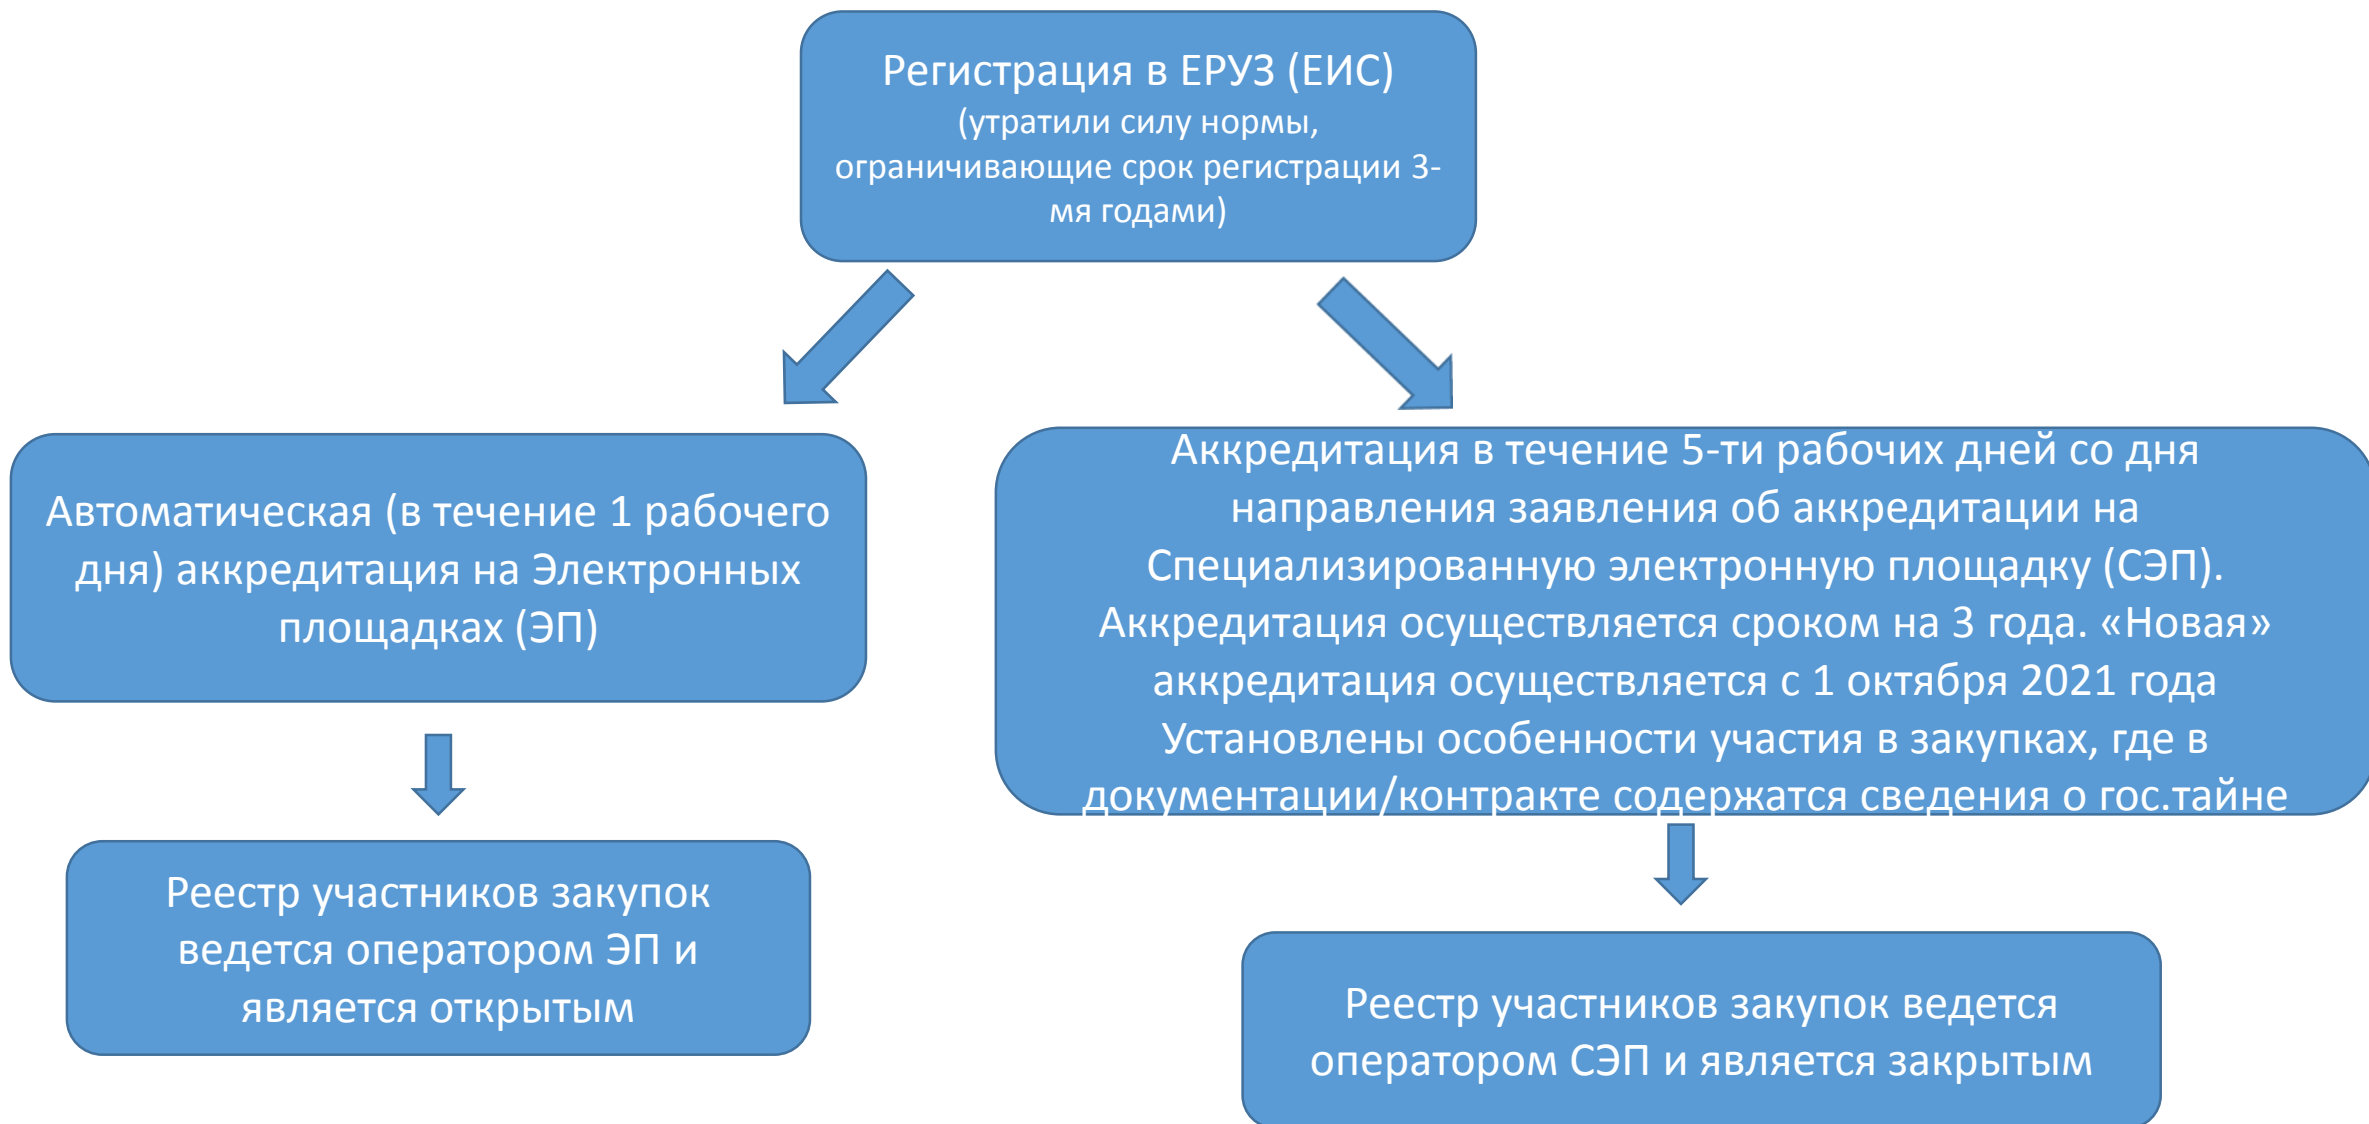 Регистрация в ЕРУЗ (ЕИС)
(утратили силу нормы,
ограничивающие срок регистрации 3-
мя годами)
Автоматическая (в течение 1 рабочего
дня) аккредитация на Электронных
площадках (ЭП)
Аккредитация в течение 5-ти рабочих дней со дня
направления заявления об аккредитации на
Специализированную электронную площадку (СЭП).
Аккредитация осуществляется сроком на 3 года. «Новая»
аккредитация осуществляется с 1 октября 2021 года
Установлены особенности участия в закупках, где в
документации/контракте содержатся сведения о гос.тайне
Реестр участников закупок
ведется оператором ЭП и
является открытым
Реестр участников закупок ведется
оператором СЭП и является закрытым